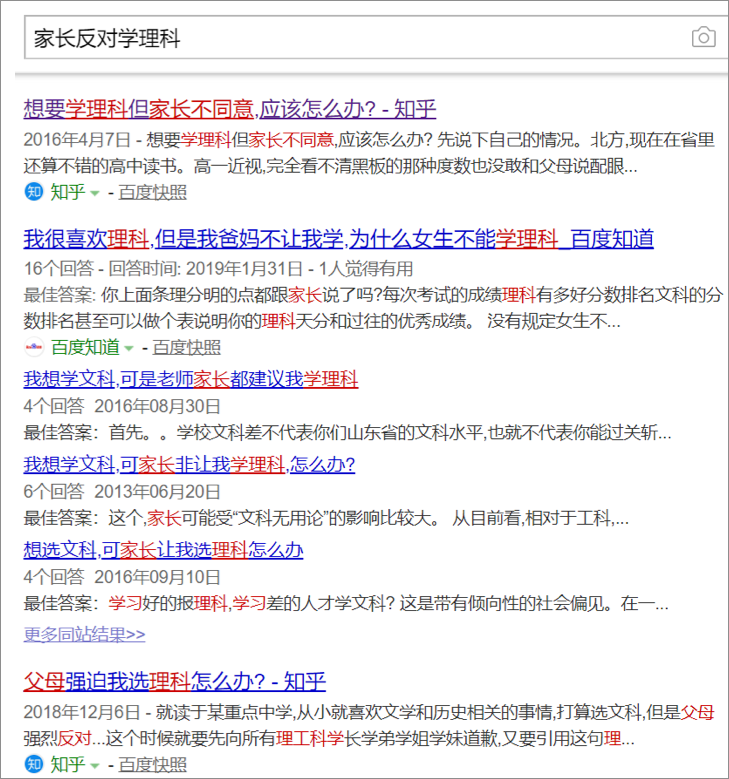 家长反对学理科
想要学理科但家长不同意,应该怎么办? - 知乎
2016年4月7日 - 想要学理科但家长不同意,应该怎么办? 先说下自己的情况。北方,现在在省里
还算不错的高中读书。高一近视,完全看不清黑板的那种度数也没敢和父母说配眼...
知 知乎 - 百度快照
我很喜欢理科,但是我爸妈不让我学,为什么女生不能学理科_百度知道
16个回答 - 回答时间: 2019年1月31日 - 1人觉得有用
最佳答案: 你上面条理分明的点都跟家长说了吗?每次考试的成绩理科有多好分数排名文科的分
数排名甚至可以做个表说明你的理科天分和过往的优秀成绩。 没有规定女生不...
百度知道 - 百度快照
我想学文科,可是老师家长都建议我学理科
4个回答 2016年08月30日
最佳答案：首先。。学校文科差不代表你们山东省的文科水平,也就不代表你能过关斩...
我想学文科,可家长非让我学理科,怎么办?
6个回答 2013年06月20日
最佳答案：这个,家长可能受“文科无用论”的影响比较大。 从目前看,相对于工科,...
想选文科,可家长让我选理科怎么办
4个回答 2016年09月10日
最佳答案：学习好的报理科,学习差的人才学文科? 这是带有倾向性的社会偏见。在一...
更多同站结果>>
父母强迫我选理科怎么办? - 知乎
2018年12月6日 - 就读于某重点中学,从小就喜欢文学和历史相关的事情,打算选文科,但是父母
强烈反对...这个时候就要先向所有理工科学长学弟学姐学妹道歉,又要引用这句理...
知 知乎 - 百度快照